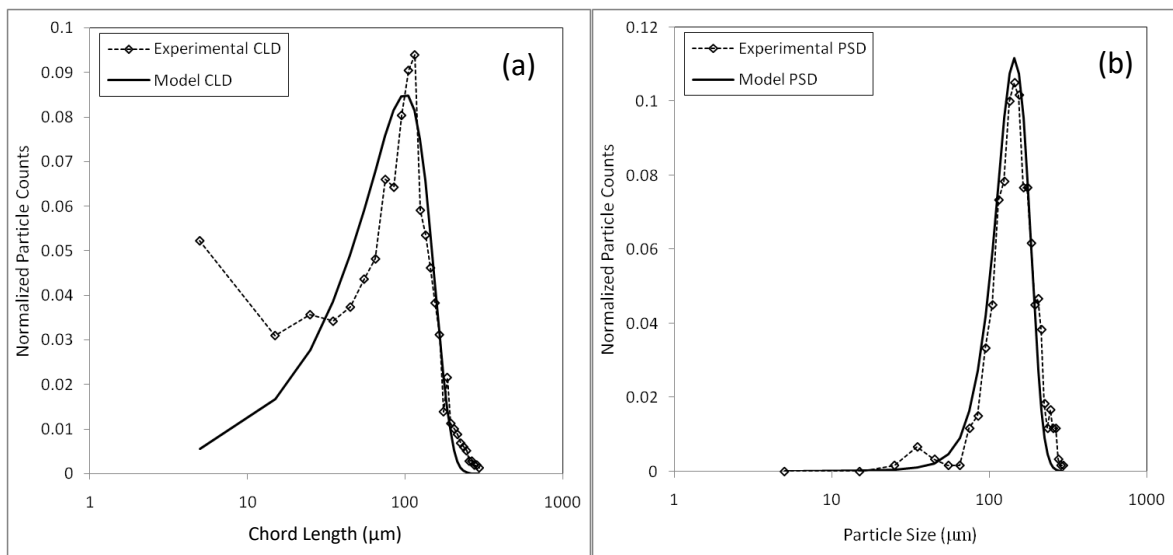 0.1
0.09
0.08
0.07
0.06
0.05
0.04
0.03
0.02
0.01
0
Normalized Particle Counts
Experimental CLD
Model CLD
(a)
1
10
100
1000
Chord Length (μm)
0.12
0.1
0.08
0.06
0.04
0.02
0
Normalized Particle Counts
Experimental PSD
Model PSD
(b)
1
10
100
1000
Particle Size (μm)